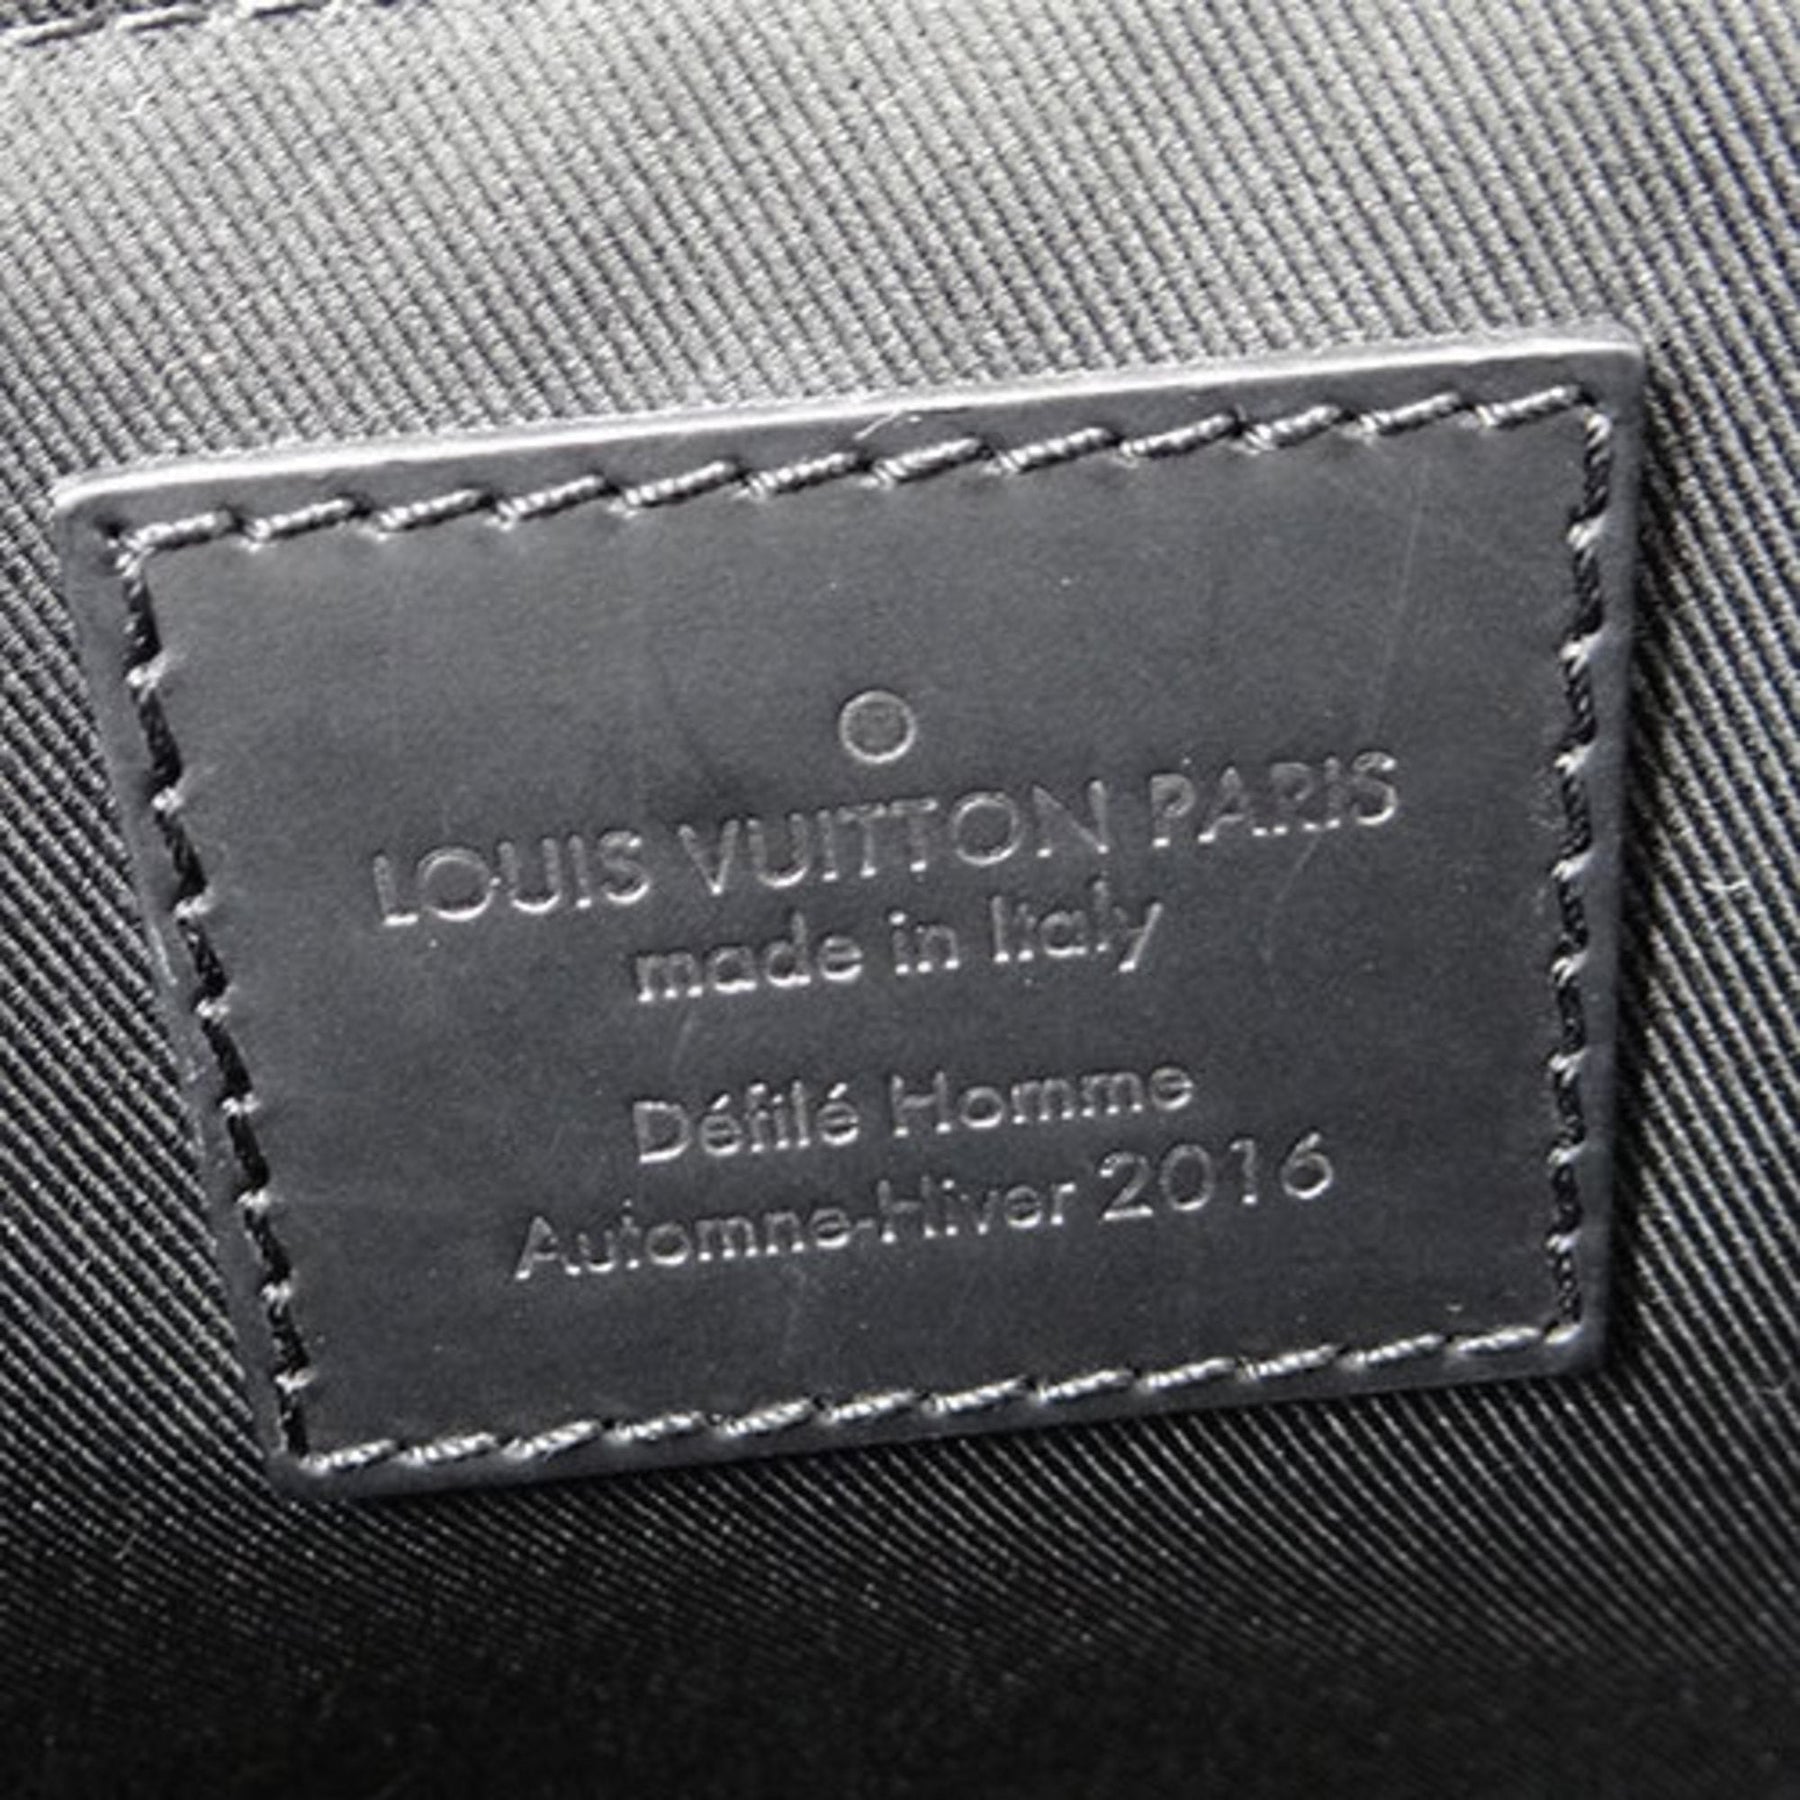 LOUIS VUITTON PARIS
made in Italy
Défilé Homme
Automne-Hiver 2016